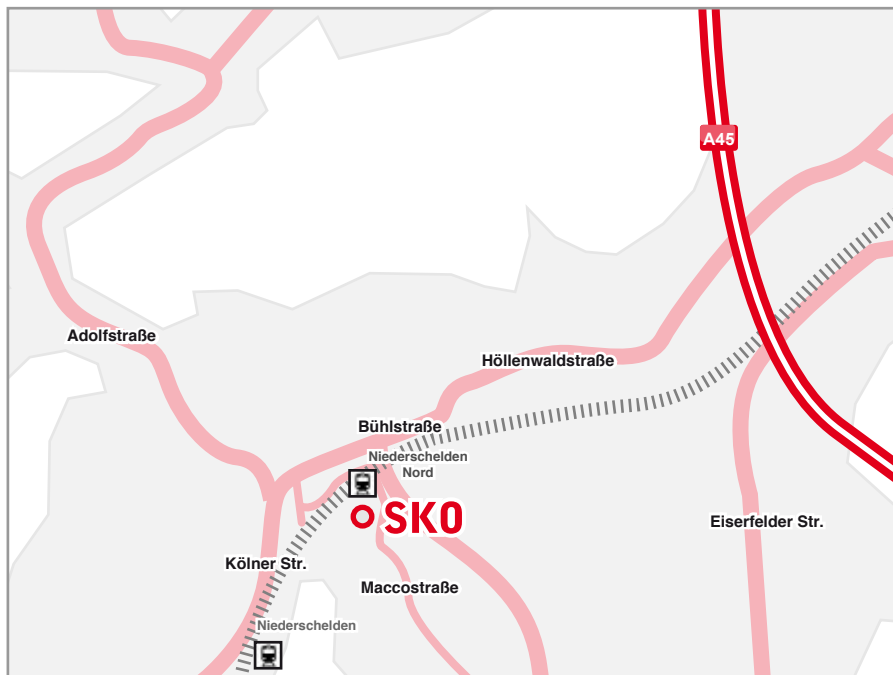 A45
Adolfstraße
Höllenwaldstraße
Bühlstraße
Niederschelden
Nord
SKO
Eiserfelder Str.
Kölner Str.
Maccostraße
Niederschelden